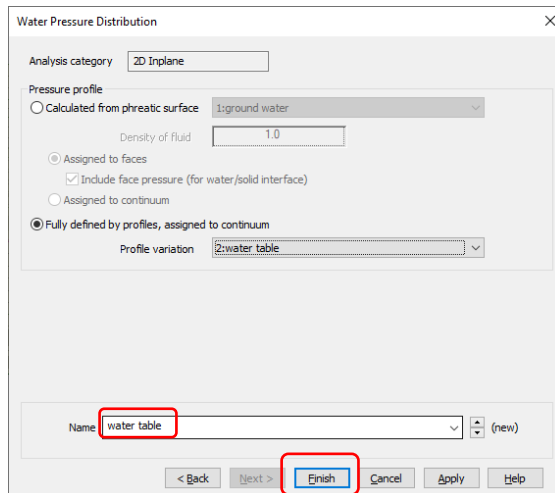 Water Pressure Distribution
Analysis category 2D Inplane
Pressure profile
Calculated from phreatic surface 1:ground water
Density of fluid 1.0
Assigned to faces
Include face pressure (for water/solid interface)
Assigned to continuum
Fully defined by profiles, assigned to continuum
Profile variation 2:water table
Name water table (new)
< Back Next > Finish Cancel Apply Help